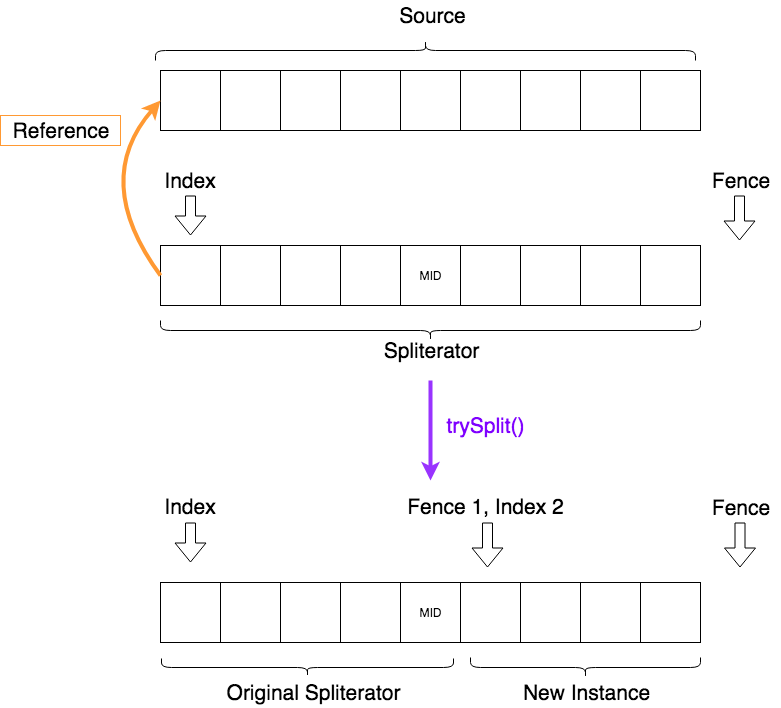 Source
Reference
Index
Fence
MID
Spliterator
trySplit()
Index
Fence 1, Index 2
Fence
MID
Original Spliterator
New Instance